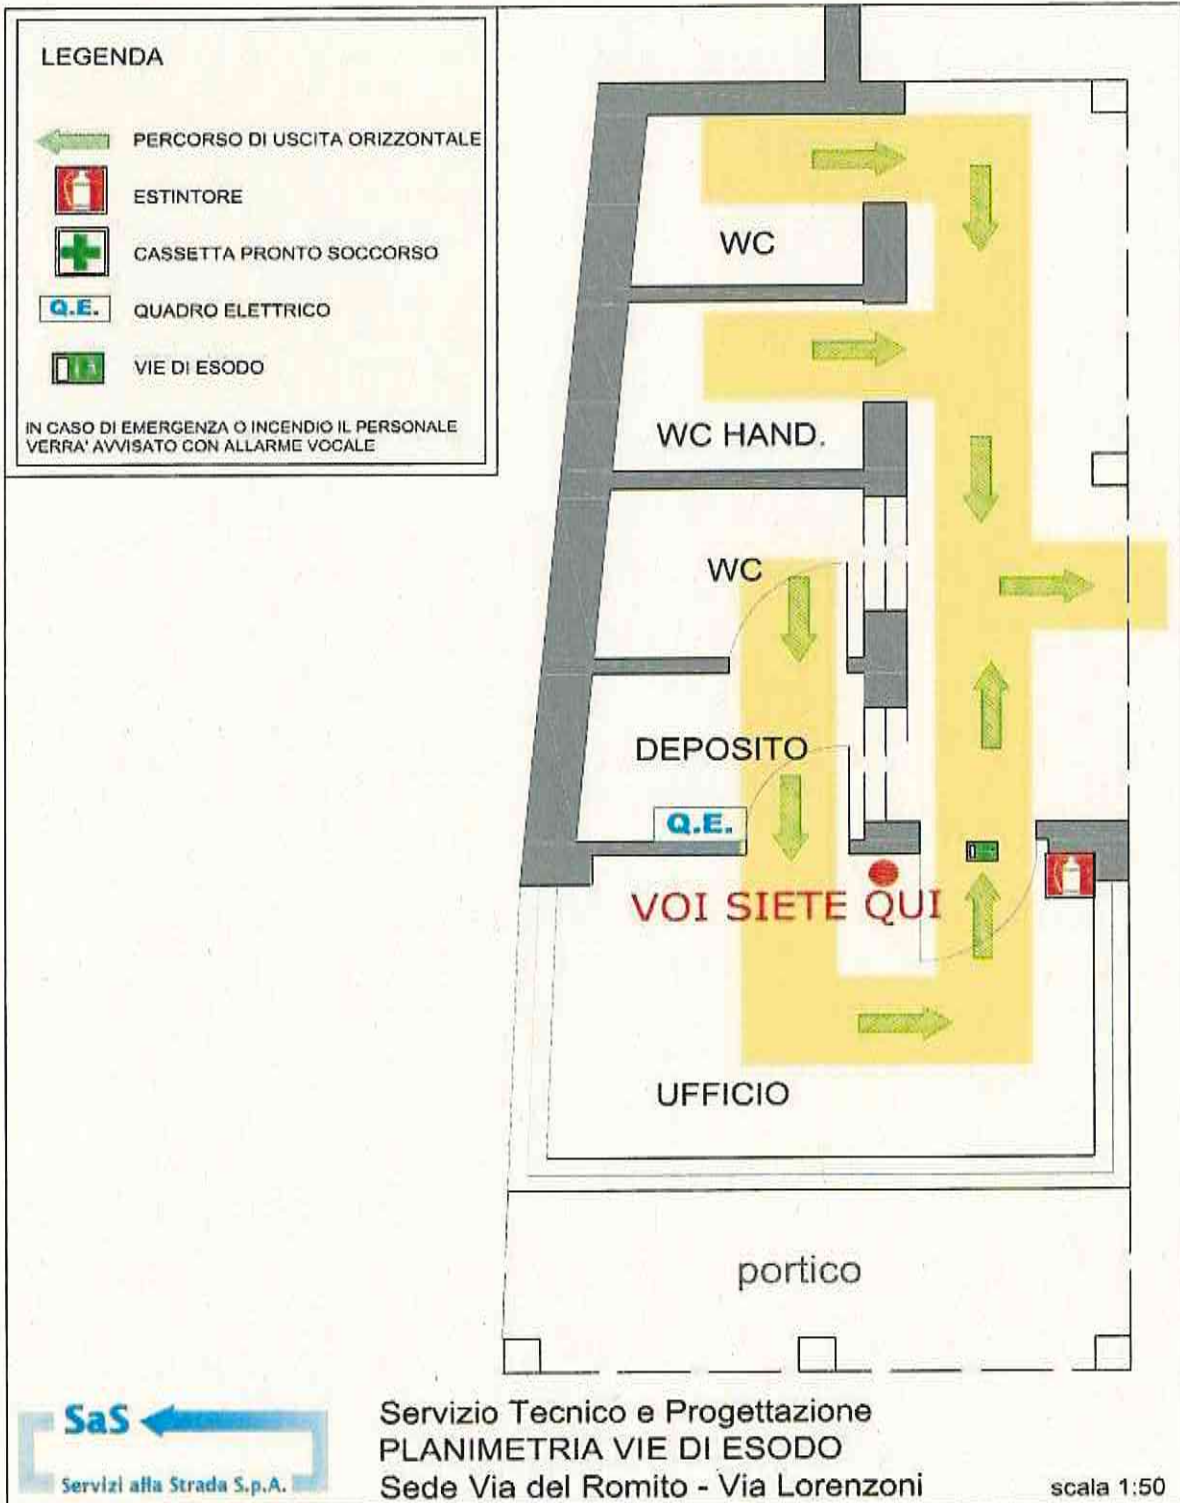 LEGENDA
PERCORSO DI USCITA ORIZZONTALE
ESTINTORE
CASSETTA PRONTO SOCCORSO
Q.E. QUADRO ELETTRICO
VIE DI ESODO
IN CASO DI EMERGENZA O INCENDIO IL PERSONALE
VERRA' AVVISATO CON ALLARME VOCALE
WC
WC HAND.
WC
DEPOSITO
Q.E.
VOI SIETE QUI
UFFICIO
portico
SaS
Servizi alla Strada S.p.A.
Servizio Tecnico e Progettazione
PLANIMETRIA VIE DI ESODO
Sede Via del Romito - Via Lorenzoni
scala 1:50